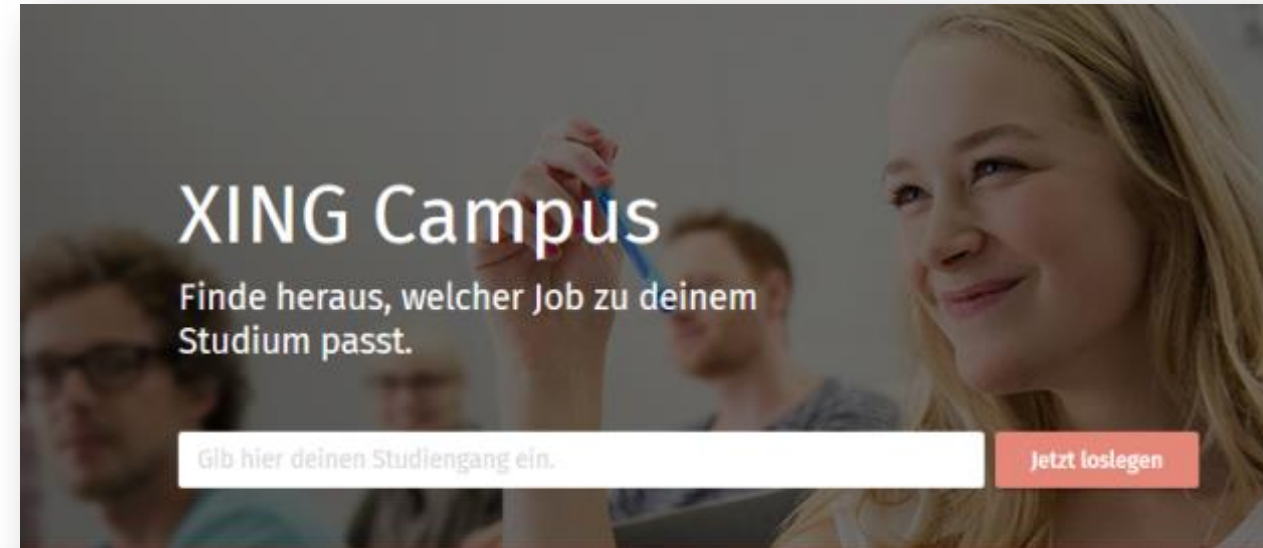 XING Campus
Finde heraus, welcher Job zu deinem
Studium passt.
Gib hier deinen Studiengang ein.
Jetzt loslegen